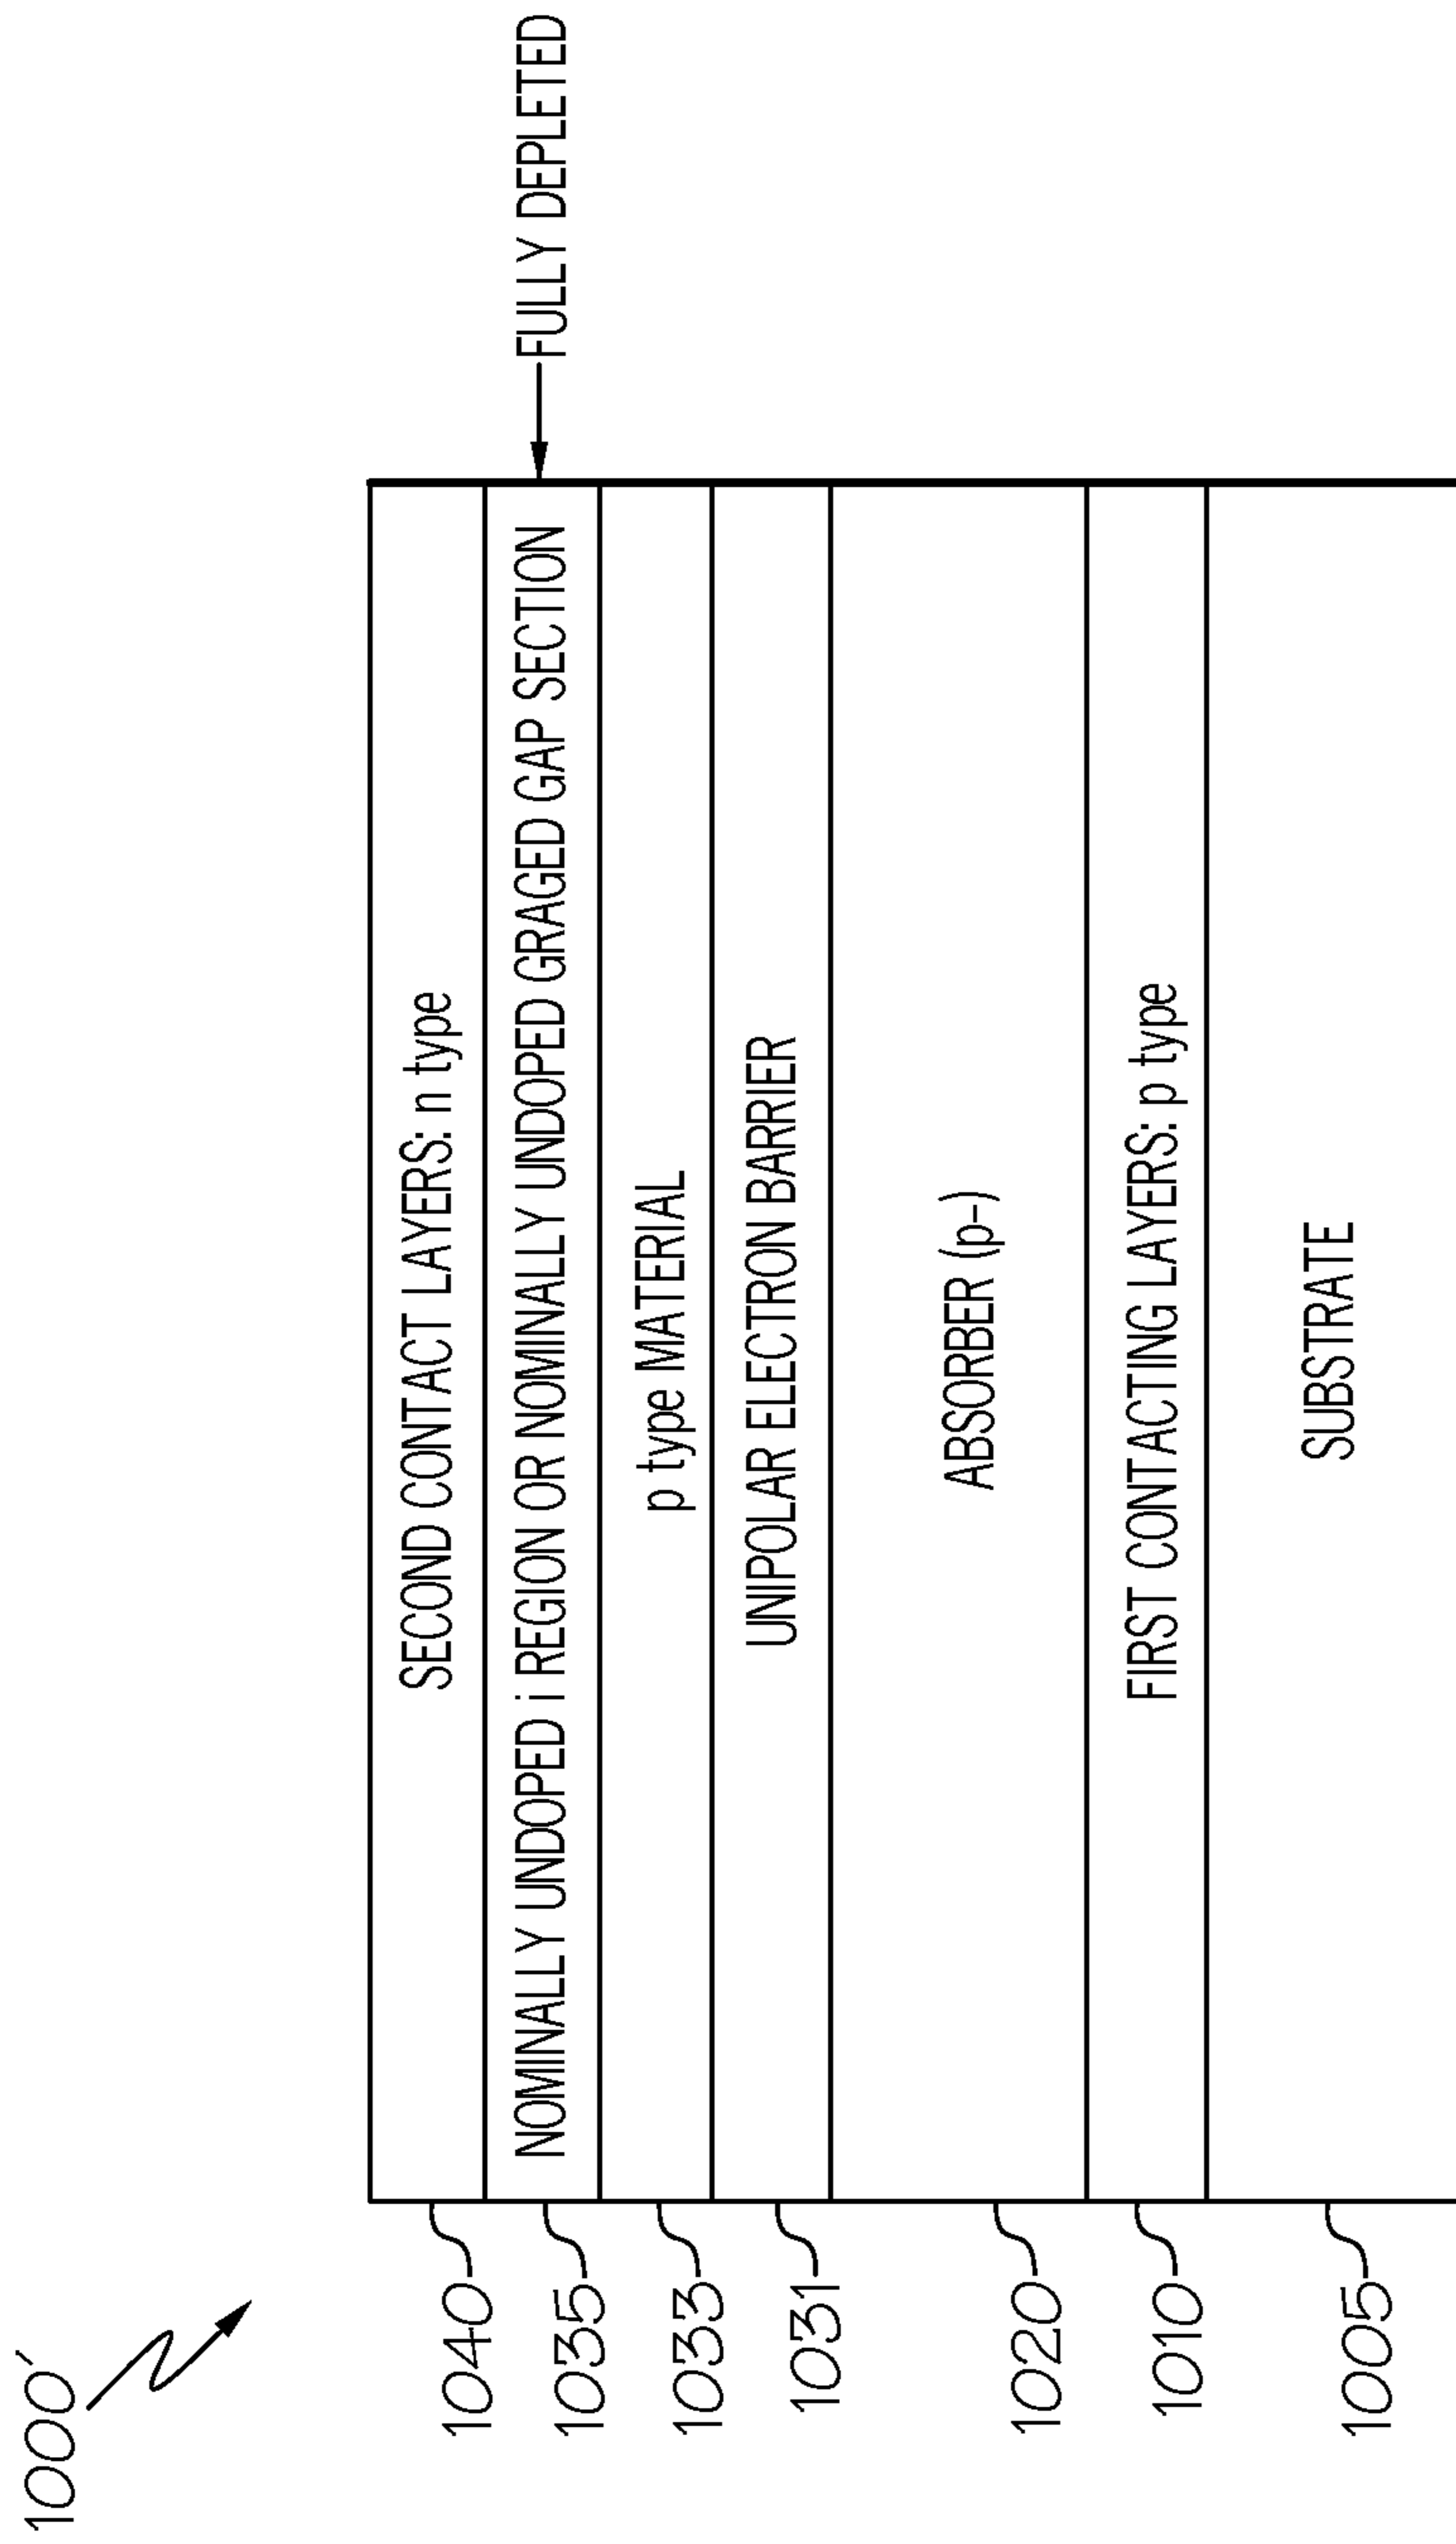 1000'
1040
SECOND CONTACT LAYERS: n type
1035
NOMINALLY UNDOPED i REGION OR NOMINALLY UNDOPED GRAGED GAP SECTION
FULLY DEPLETED
1033
p type MATERIAL
1031
UNIPOLAR ELECTRON BARRIER
1020
ABSORBER (p-)
1010
FIRST CONTACTING LAYERS: p type
1005
SUBSTRATE